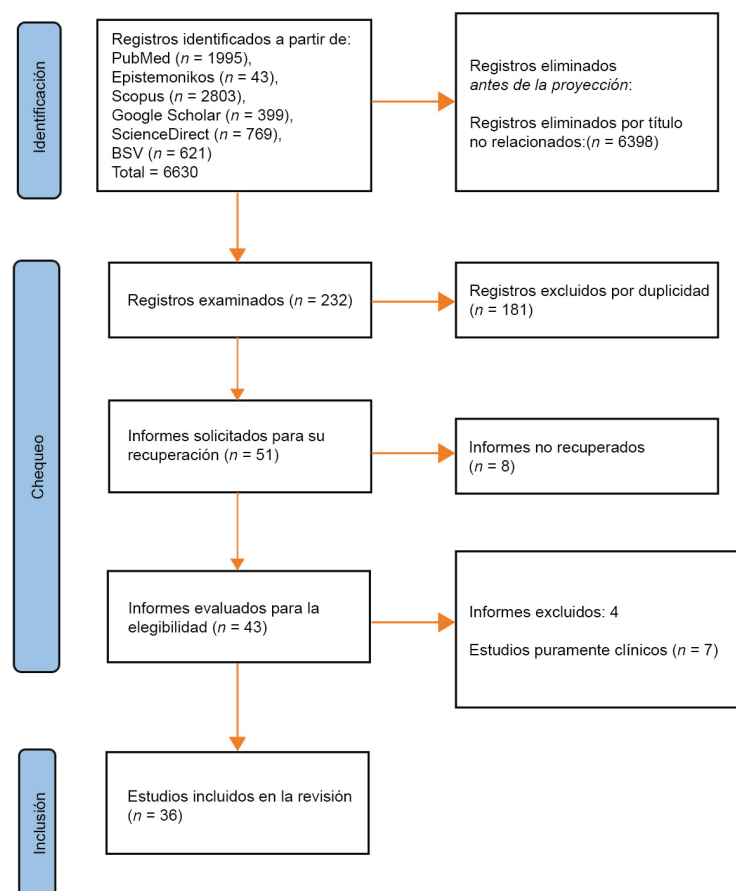 Identificación
Registros identificados a partir de:
PubMed (n = 1995),
Epistemonikos (n = 43),
Scopus (n = 2803),
Google Scholar (n = 399),
ScienceDirect (n = 769),
BSV (n = 621)
Total = 6630
Registros eliminados
antes de la proyección:
Registros eliminados por título
no relacionados:(n = 6398)
Chequeo
Registros examinados (n = 232)
Registros excluidos por duplicidad
(n = 181)
Informes solicitados para su
recuperación (n = 51)
Informes no recuperados
(n = 8)
Informes evaluados para la
elegibilidad (n = 43)
Informes excluidos: 4
Estudios puramente clínicos (n = 7)
Inclusión
Estudios incluidos en la revisión
(n = 36)